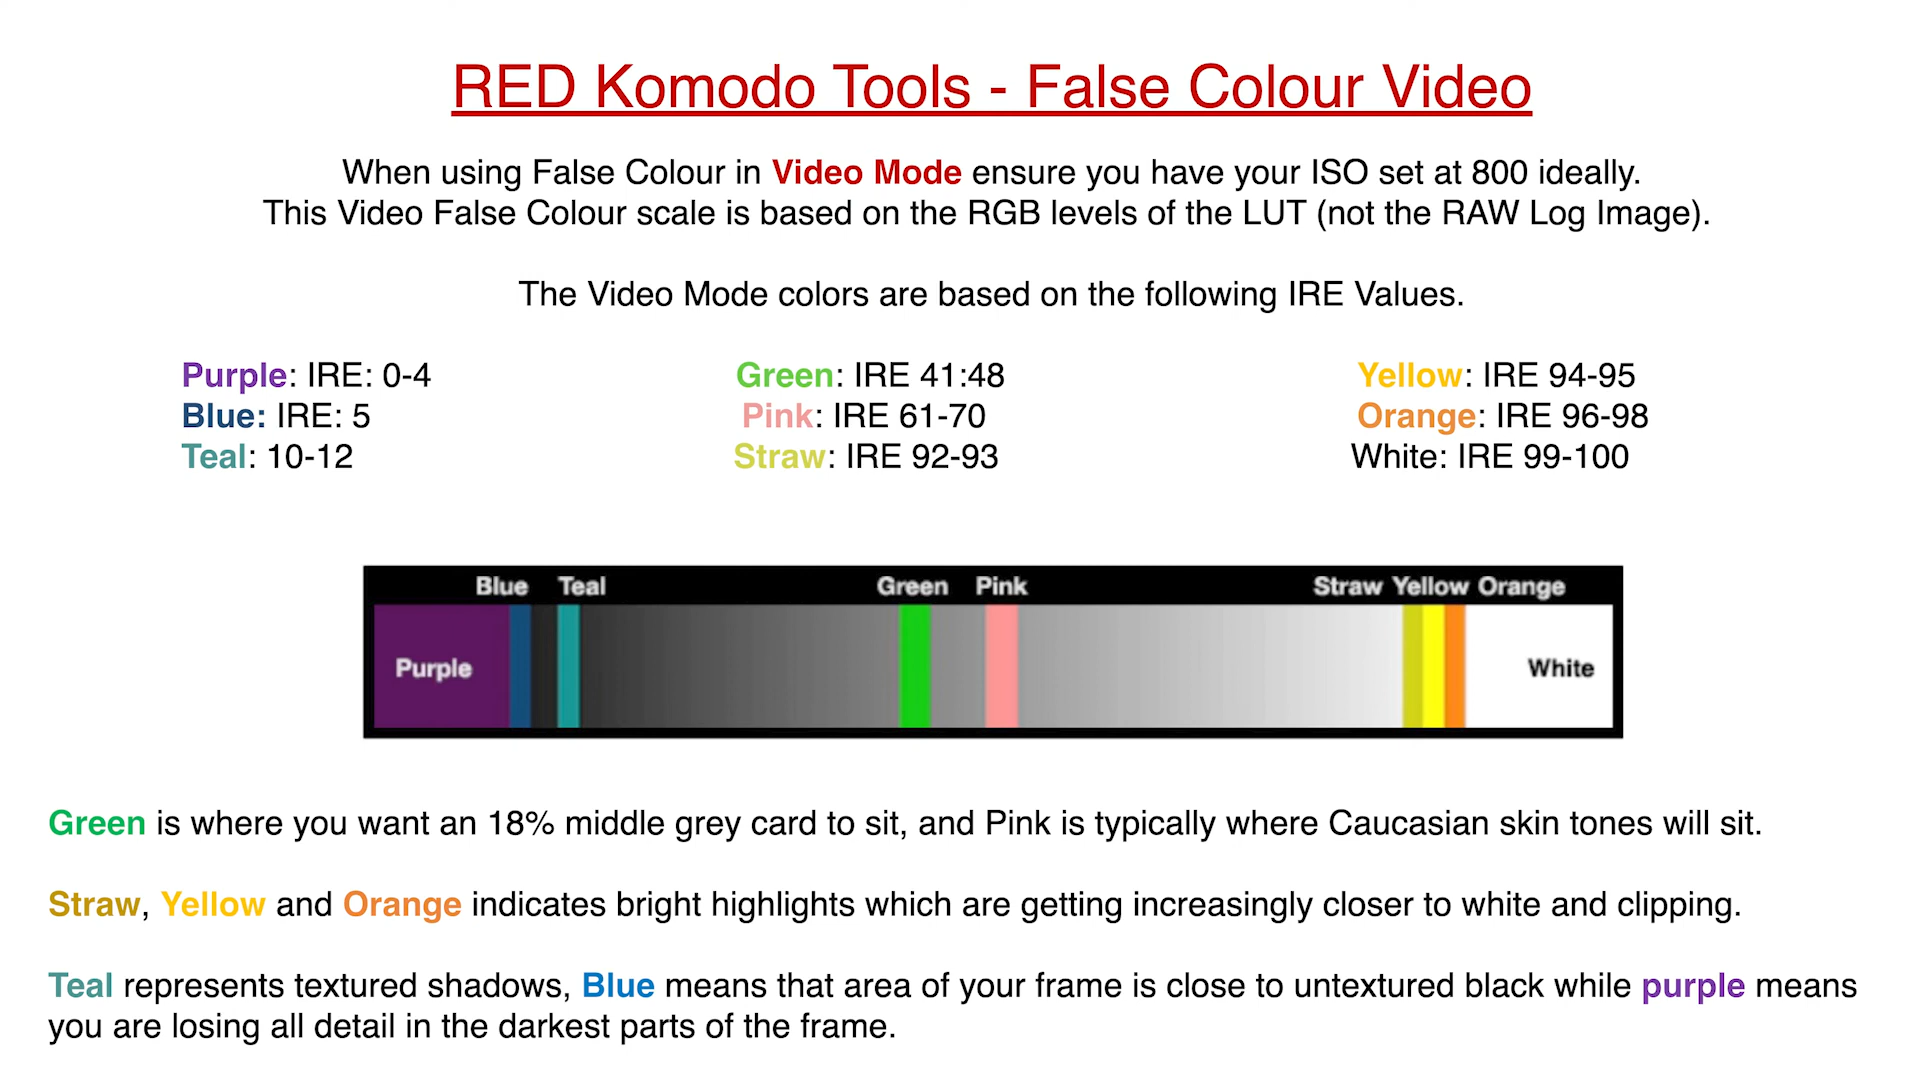 RED Komodo Tools - False Colour Video
When using False Colour in Video Mode ensure you have your ISO set at 800 ideally.
This Video False Colour scale is based on the RGB levels of the LUT (not the RAW Log Image).
The Video Mode colors are based on the following IRE Values.
Purple: IRE: 0-4
Blue: IRE: 5
Teal: 10-12
Green: IRE 41:48
Pink: IRE 61-70
Straw: IRE 92-93
Yellow: IRE 94-95
Orange: IRE 96-98
White: IRE 99-100
Blue Teal Green Pink Straw Yellow Orange
Purple White
Green is where you want an 18% middle grey card to sit, and Pink is typically where Caucasian skin tones will sit.
Straw, Yellow and Orange indicates bright highlights which are getting increasingly closer to white and clipping.
Teal represents textured shadows, Blue means that area of your frame is close to untextured black while purple means
you are losing all detail in the darkest parts of the frame.